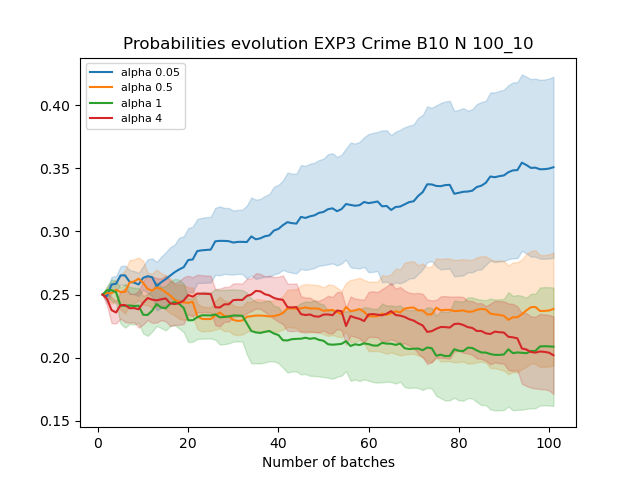 Probabilities evolution EXP3 Crime B10 N 100_10
alpha 0.05
alpha 0.5
alpha 1
alpha 4
0.40
0.35
0.30
0.25
0.20
0.15
0 20 40 60 80 100
Number of batches